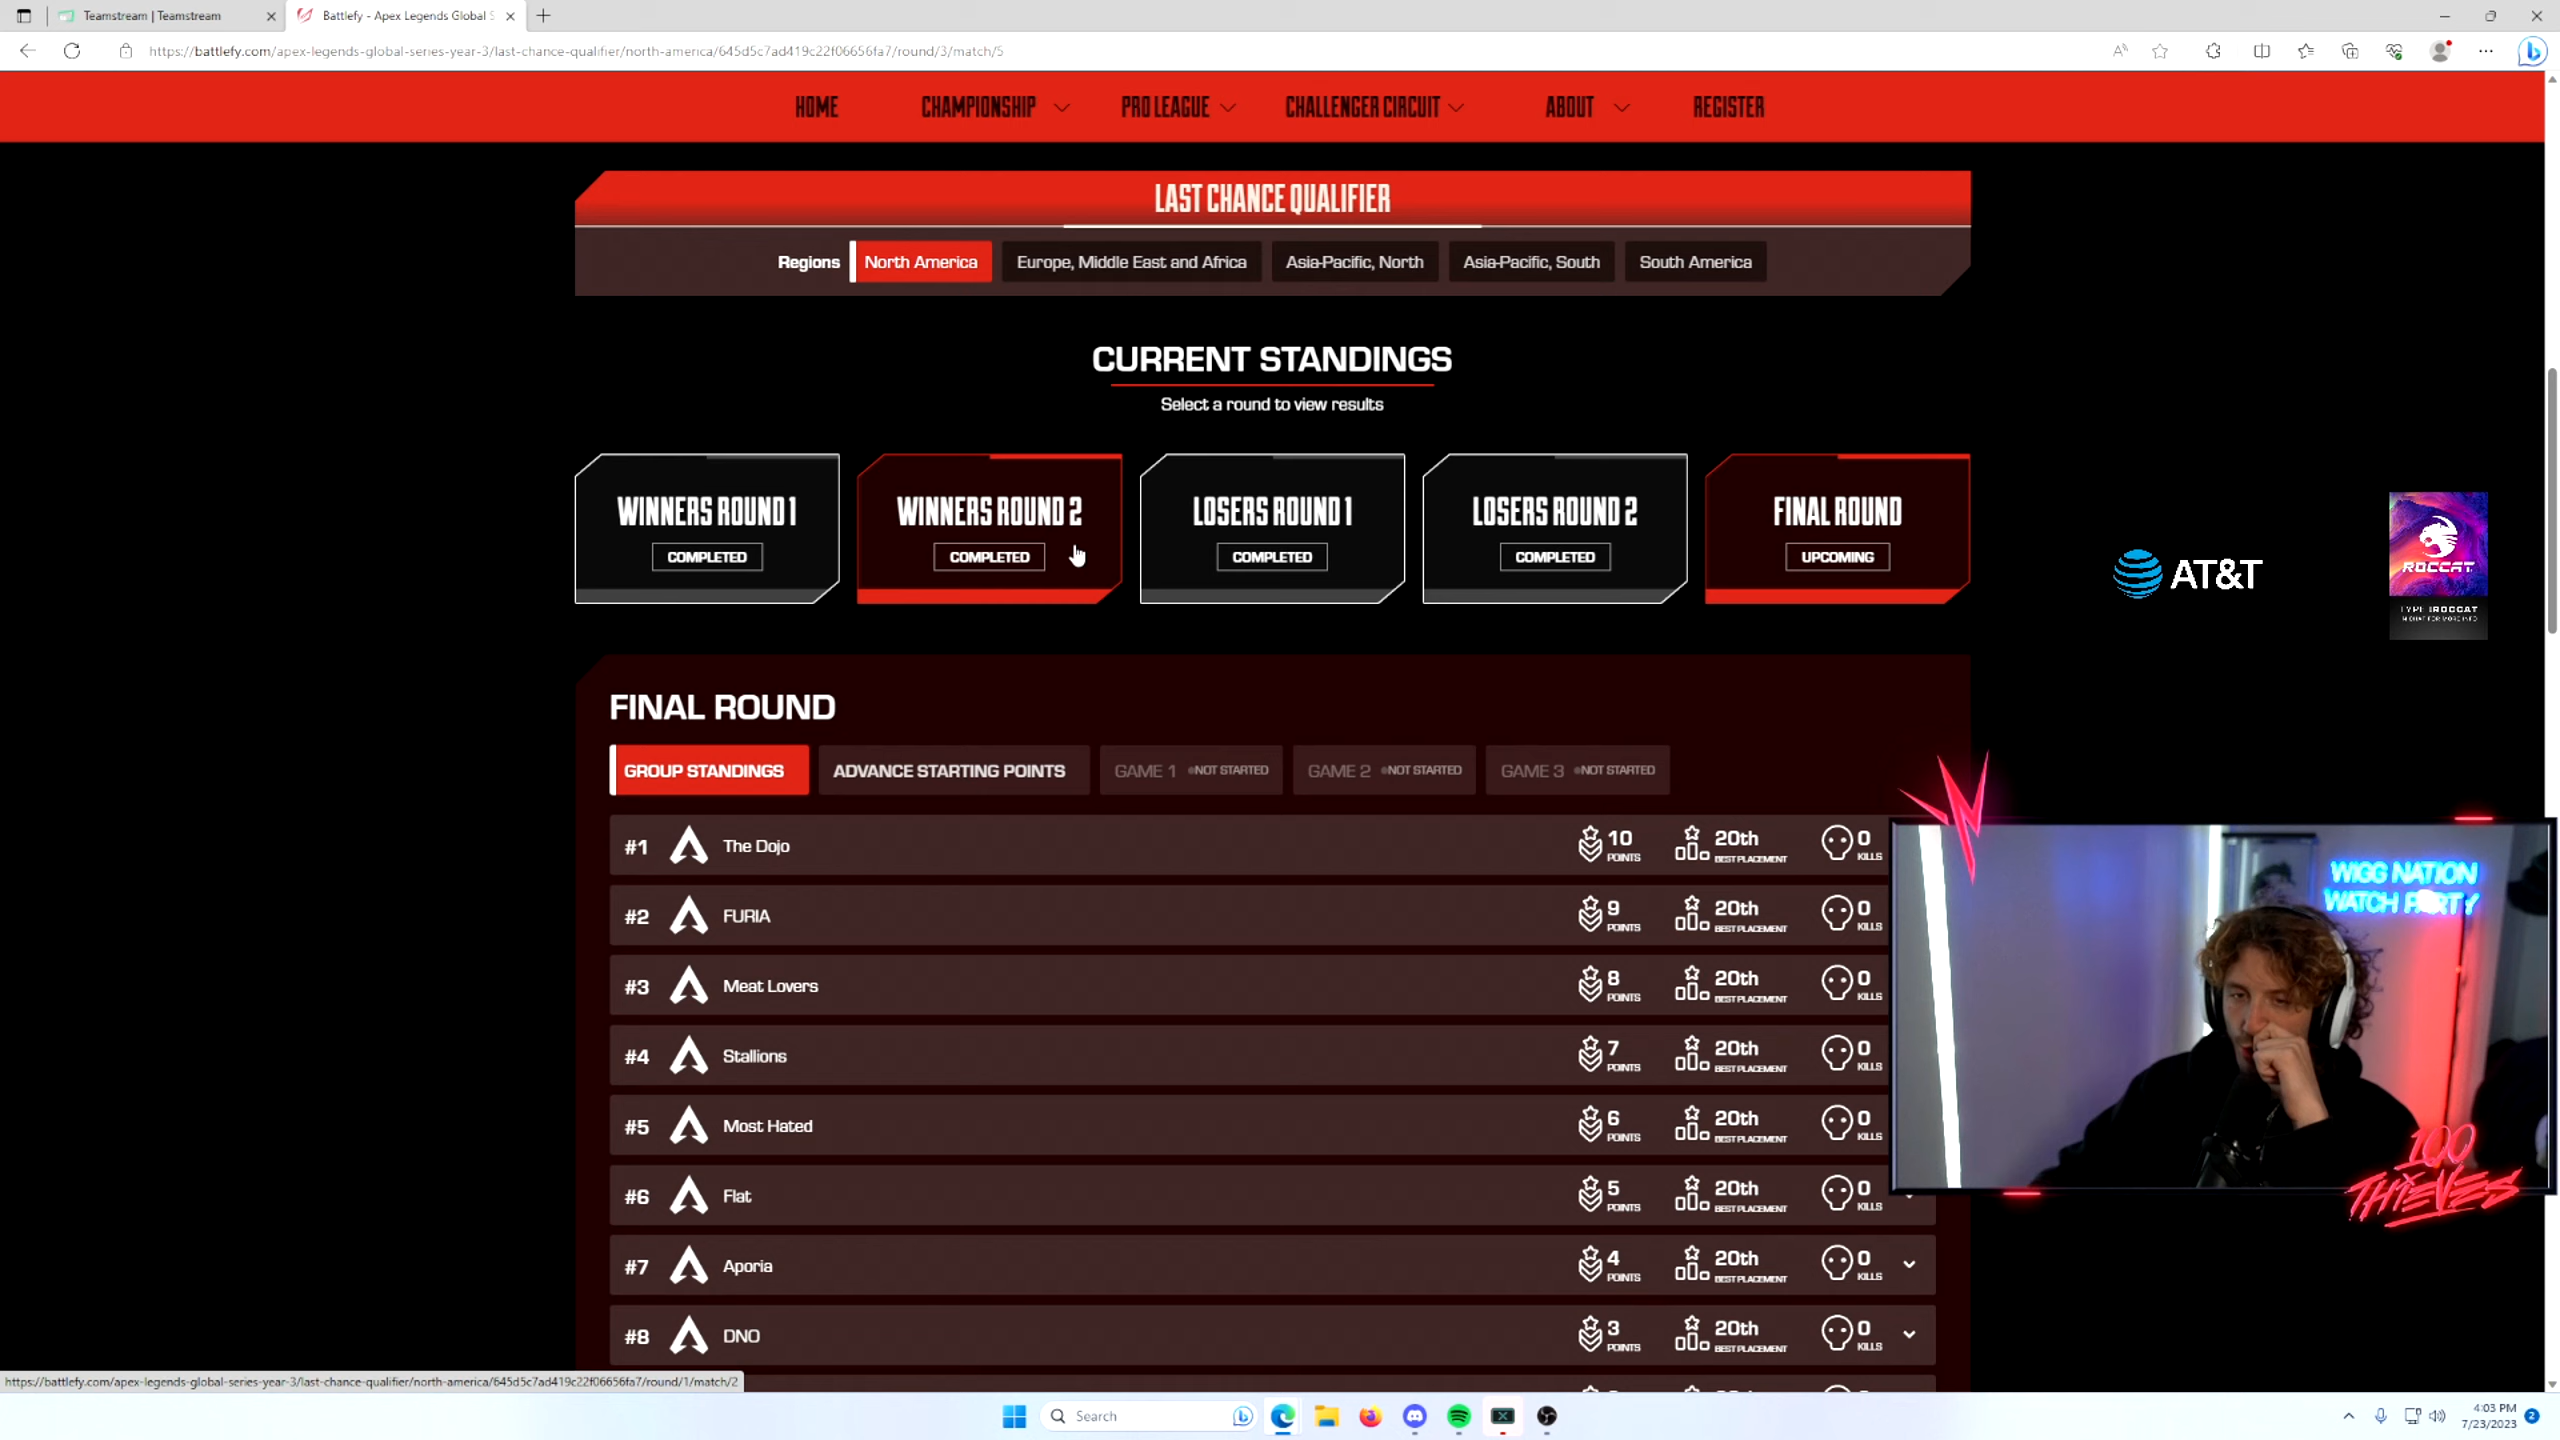 Teamstream | Teamstream
Battlefy - Apex Legends Global S
https://battlefy.com/apex-legends-global-series-year-3/last-chance-qualifier/north-america/645d5c7ad419c22f06656fa7/round/3/match/5
HOME CHAMPIONSHIP PRO LEAGUE CHALLENGER CIRCUIT ABOUT REGISTER
LAST CHANCE QUALIFIER
Regions North America Europe, Middle East and Africa Asia-Pacific, North Asia-Pacific, South South America
CURRENT STANDINGS
Select a round to view results
WINNERS ROUND 1 WINNERS ROUND 2 LOSERS ROUND 1 LOSERS ROUND 2 FINAL ROUND
COMPLETED COMPLETED COMPLETED COMPLETED UPCOMING
AT&T
ROCCAT
TYPE !ROCCAT
IN CHAT FOR MORE INFO
FINAL ROUND
GROUP STANDINGS ADVANCE STARTING POINTS GAME 1 NOT STARTED GAME 2 NOT STARTED GAME 3 NOT STARTED
#1 The Dojo 10 POINTS 20th BEST PLACEMENT 0 KILLS
#2 FURIA 9 POINTS 20th BEST PLACEMENT 0 KILLS
#3 Meat Lovers 8 POINTS 20th BEST PLACEMENT 0 KILLS
#4 Stallions 7 POINTS 20th BEST PLACEMENT 0 KILLS
#5 Most Hated 6 POINTS 20th BEST PLACEMENT 0 KILLS
#6 Flat 5 POINTS 20th BEST PLACEMENT 0 KILLS
#7 Aporia 4 POINTS 20th BEST PLACEMENT 0 KILLS
#8 DNO 3 POINTS 20th BEST PLACEMENT 0 KILLS
WIGG NATION
WATCH PARTY
100
THIEVES
https://battlefy.com/apex-legends-global-series-year-3/last-chance-qualifier/north-america/645d5c7ad419c22f06656fa7/round/1/match/2
Search
4:03 PM
7/23/2023
2